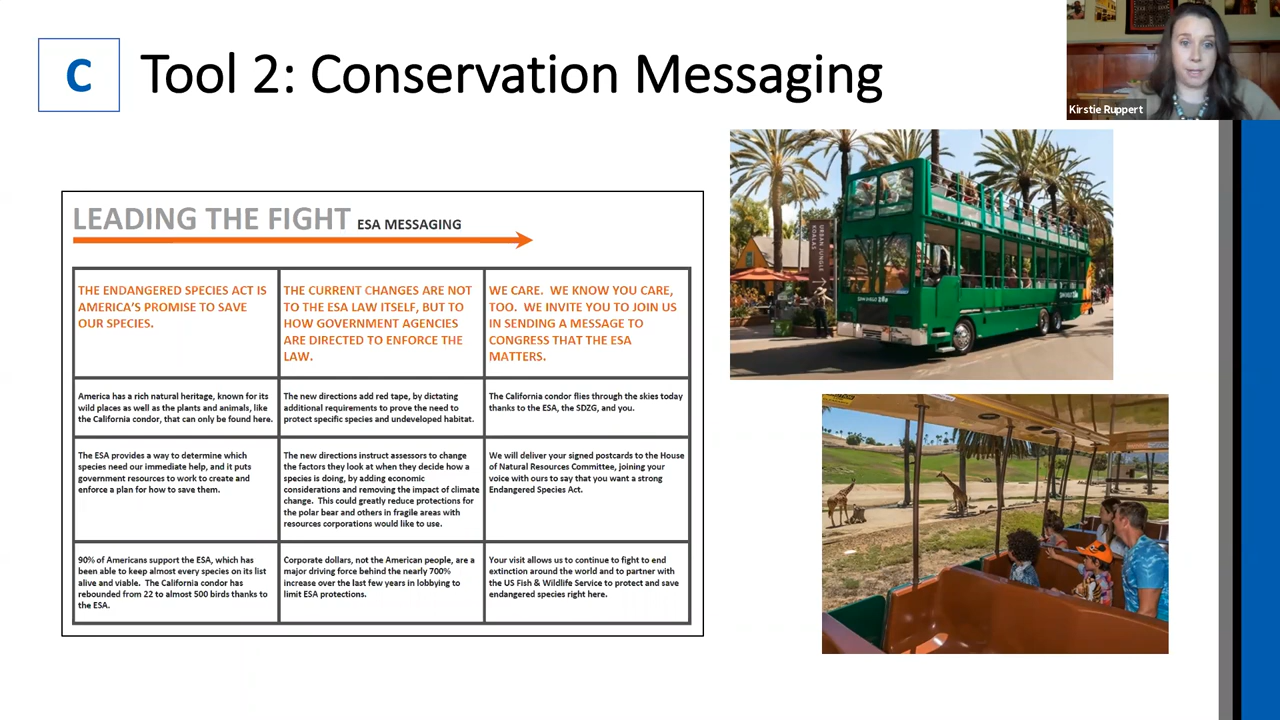 C
Tool 2: Conservation Messaging
Kirstie Ruppert
LEADING THE FIGHT ESA MESSAGING
THE ENDANGERED SPECIES ACT IS
AMERICA'S PROMISE TO SAVE
OUR SPECIES.
THE CURRENT CHANGES ARE NOT
TO THE ESA LAW ITSELF, BUT TO
HOW GOVERNMENT AGENCIES
ARE DIRECTED TO ENFORCE THE
LAW.
WE CARE. WE KNOW YOU CARE,
TOO. WE INVITE YOU TO JOIN US
IN SENDING A MESSAGE TO
CONGRESS THAT THE ESA
MATTERS.
America has a rich natural heritage, known for its
wild places as well as the plants and animals, like
the California condor, that can only be found here.
The new directions add red tape, by dictating
additional requirements to prove the need to
protect specific species and undeveloped habitat.
The California condor flies through the skies today
thanks to the ESA, the SDZG, and you.
The ESA provides a way to determine which
species need our immediate help, and it puts
government resources to work to create and
enforce a plan for how to save them.
The new directions instruct assessors to change
the factors they look at when they decide how a
species is doing, by adding economic
considerations and removing the impact of climate
change. This could greatly reduce protections for
the polar bear and others in fragile areas with
resources corporations would like to use.
We will deliver your signed postcards to the House
of Natural Resources Committee, joining your
voice with ours to say that you want a strong
Endangered Species Act.
90% of Americans support the ESA, which has
been able to keep almost every species on its list
alive and viable. The California condor has
rebounded from 22 to almost 500 birds thanks to
the ESA.
Corporate dollars, not the American people, are a
major driving force behind the nearly 700%
increase over the last few years in lobbying to
limit ESA protections.
Your visit allows us to continue to fight to end
extinction around the world and to partner with
the US Fish & Wildlife Service to protect and save
endangered species right here.
URBAN JUNGLE
KOALAS